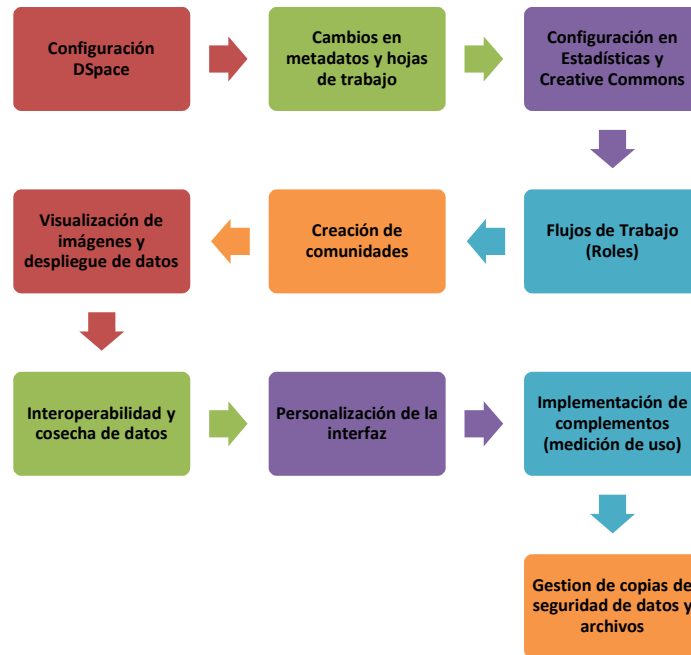 Configuración
DSpace
Cambios en
metadatos y hojas
de trabajo
Configuración en
Estadísticas y
Creative Commons
Flujos de Trabajo
(Roles)
Creación de
comunidades
Visualización de
imágenes y
despliegue de datos
Interoperabilidad y
cosecha de datos
Personalización de la
interfaz
Implementación de
complementos
(medición de uso)
Gestion de copias de
seguridad de datos y
archivos